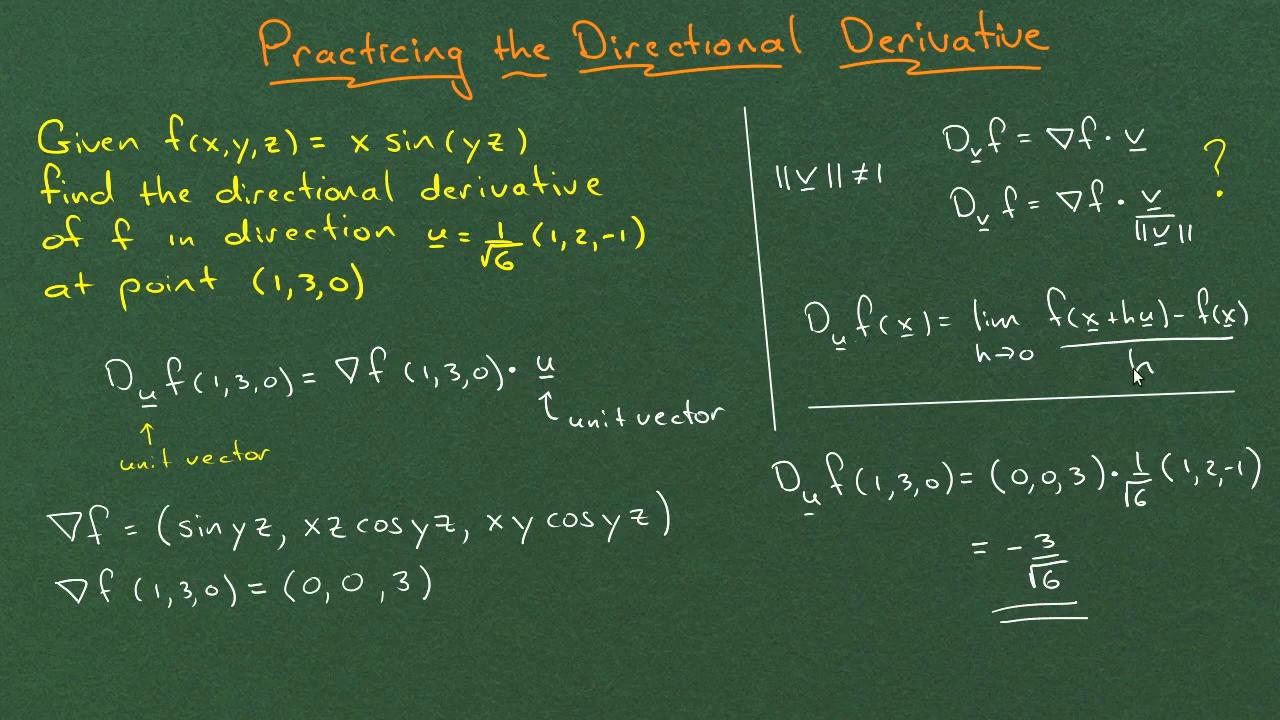 Practicing the Directional Derivative
Given f(x,y,z) = x sin(yz)
find the directional derivative
of f in direction u = 1/√6 (1,2,-1)
at point (1,3,0)
D_u f(1,3,0) = ∇f(1,3,0) · u
unit vector
unit vector
∇f = (sin yz, xz cos yz, xy cos yz)
∇f(1,3,0) = (0,0,3)
D_v f = ∇f · v
||v|| ≠ 1
?
D_v f = ∇f · v/||v||
D_u f(x) = lim h→0 f(x+hu) - f(x) / h
D_u f(1,3,0) = (0,0,3) · 1/√6 (1,2,-1)
= - 3/√6